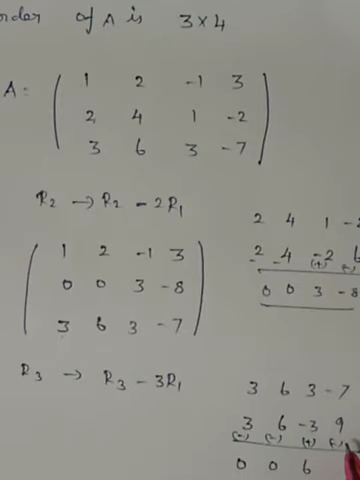 order of A is 3×4
A = ( 1 2 -1 3
2 4 1 -2
3 6 3 -7 )
R₂ → R₂ - 2R₁
( 1 2 -1 3
0 0 3 -8
3 6 3 -7 )
R₃ → R₃ - 3R₁
2 4 1 -2
2 4 -2 6
(-) (-) (+) (-)
0 0 3 -8
3 6 3 -7
3 6 -3 9
(-) (-) (+) (-)
0 0 6